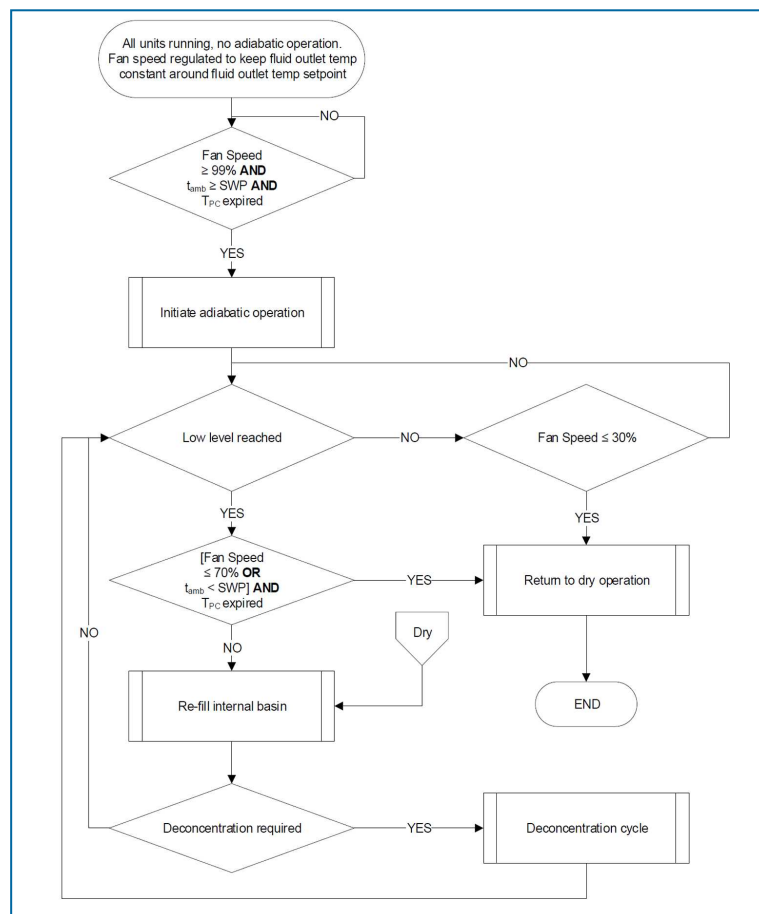 All units running, no adiabatic operation.
Fan speed regulated to keep fluid outlet temp
constant around fluid outlet temp setpoint
NO
Fan Speed
≥ 99% AND
tamb ≥ SWP AND
TPC expired
YES
Initiate adiabatic operation
NO
Low level reached
NO
Fan Speed ≤ 30%
YES
YES
[Fan Speed
≤ 70% OR
tamb < SWP] AND
TPC expired
YES
Return to dry operation
NO
NO
Dry
Re-fill internal basin
END
Deconcentration required
YES
Deconcentration cycle